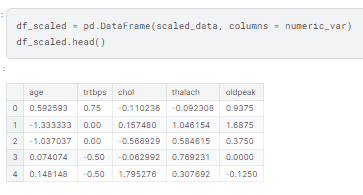 :
df_scaled = pd.DataFrame(scaled_data, columns = numeric_var)
df_scaled.head()
:
age trtbps chol thalach oldpeak
0 0.592593 0.75 -0.110236 -0.092308 0.9375
1 -1.333333 0.00 0.157480 1.046154 1.6875
2 -1.037037 0.00 -0.566929 0.584615 0.3750
3 0.074074 -0.50 -0.062992 0.769231 0.0000
4 0.148148 -0.50 1.795276 0.307692 -0.1250